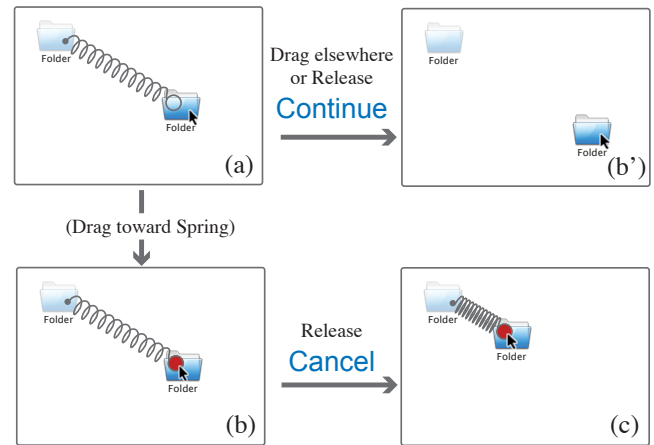 Folder
Folder
(a)
Drag elsewhere
or Release
Continue
Folder
Folder
(b’)
(Drag toward Spring)
Folder
Folder
(b)
Release
Cancel
Folder
Folder
(c)